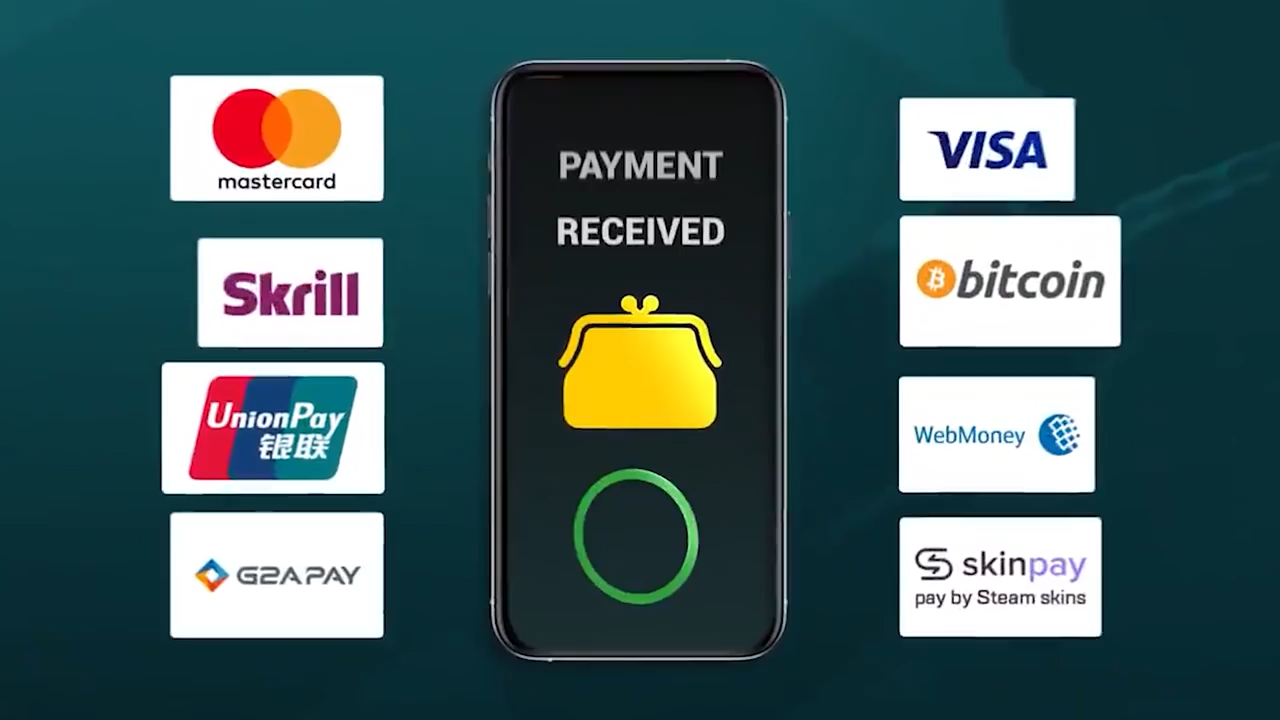 mastercard
Skrill
UnionPay
银联
G2A PAY
PAYMENT
RECEIVED
VISA
bitcoin
WebMoney
skinpay
pay by Steam skins